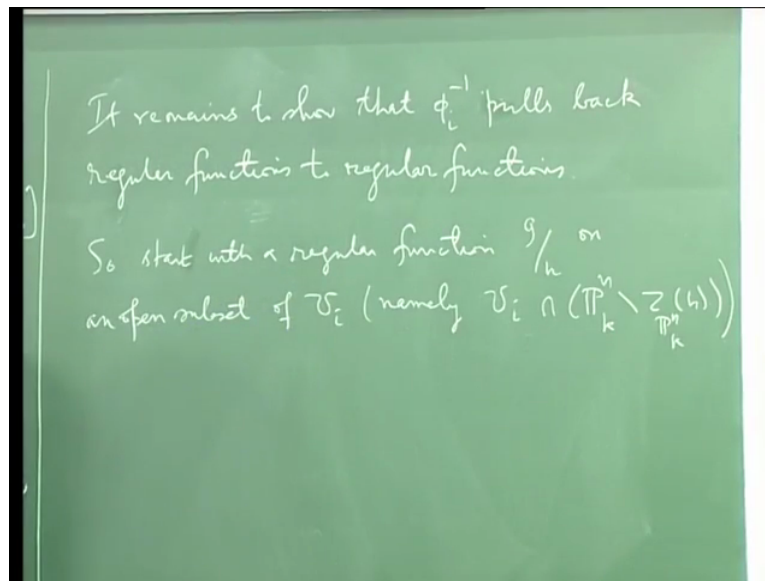 It remains to show that φᵢ⁻¹ pulls back
regular functions to regular functions.
So start with a regular function g/h on
an open subset of Uᵢ (namely Uᵢ ∩ (ℙⁿₖ \ Z_{ℙⁿₖ}(h)))